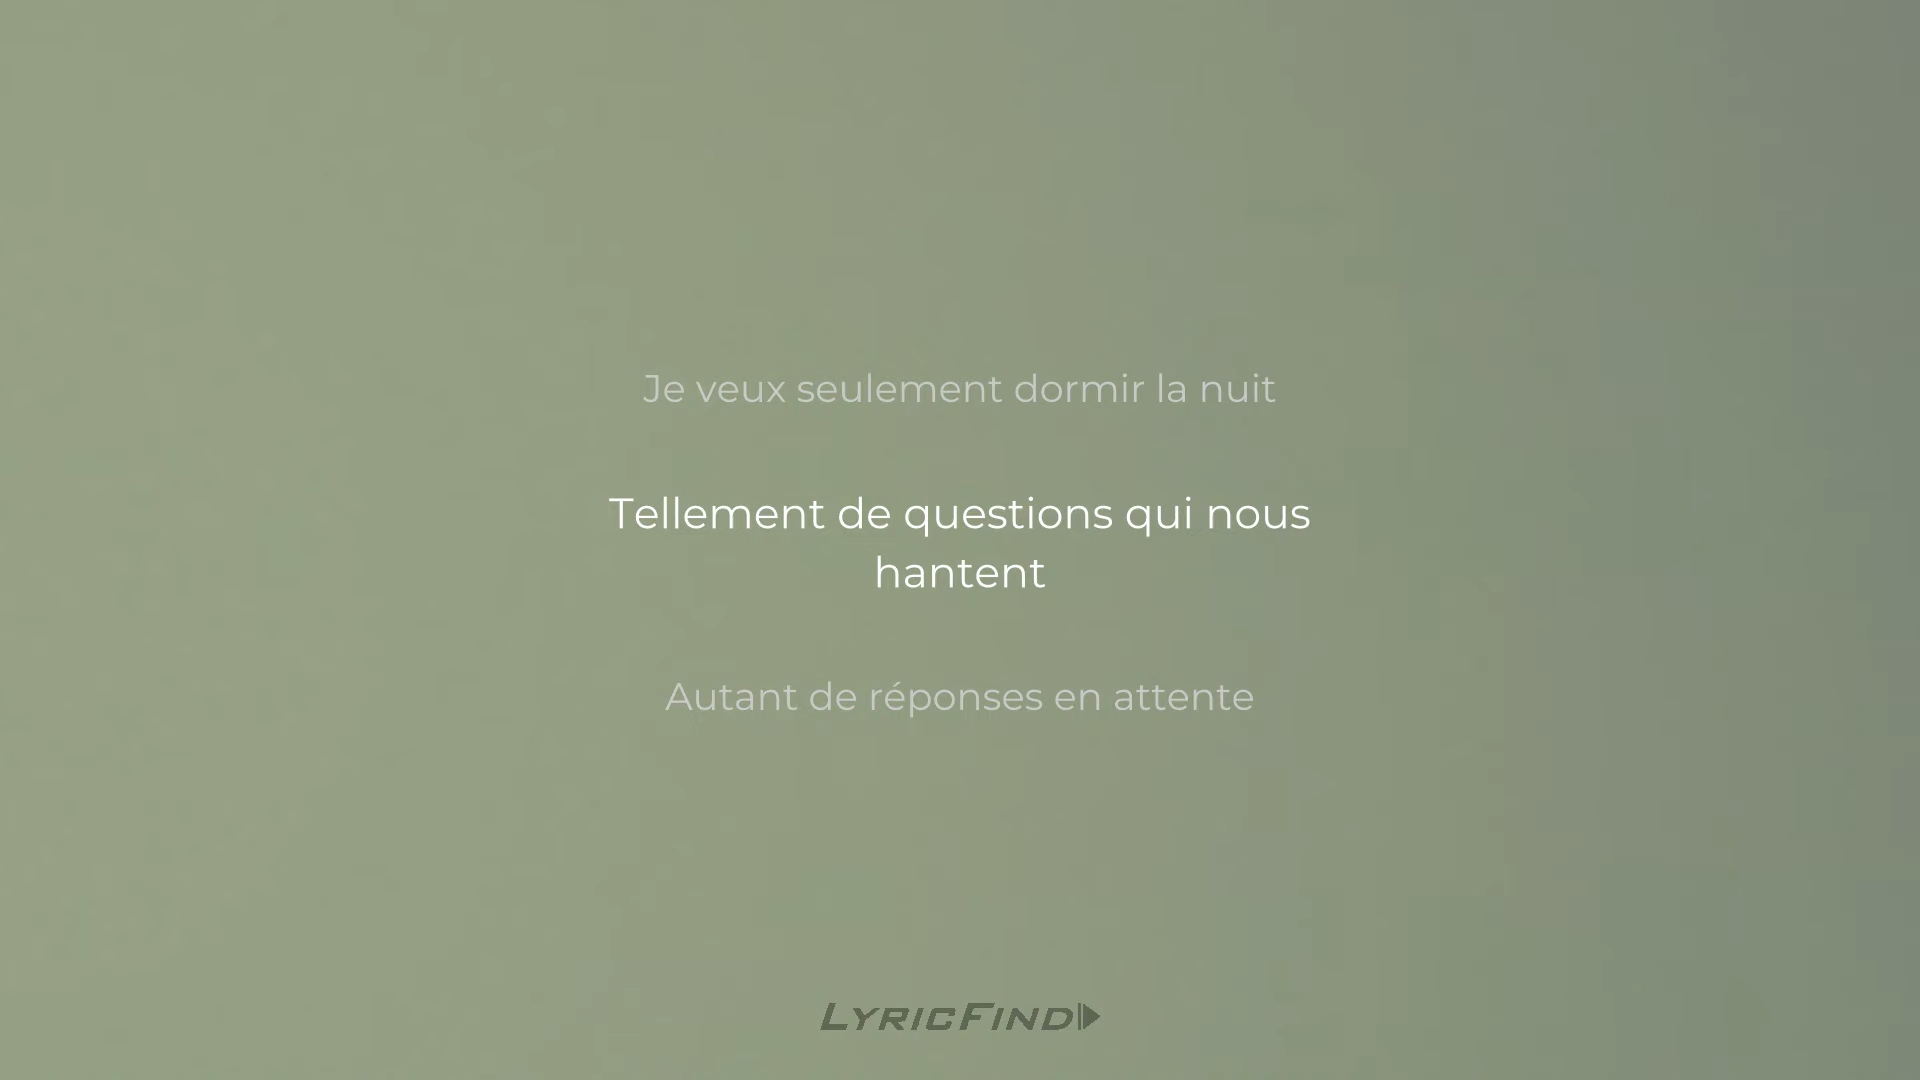 Je veux seulement dormir la nuit
Tellement de questions qui nous
hantent
Autant de réponses en attente
LYRICFIND